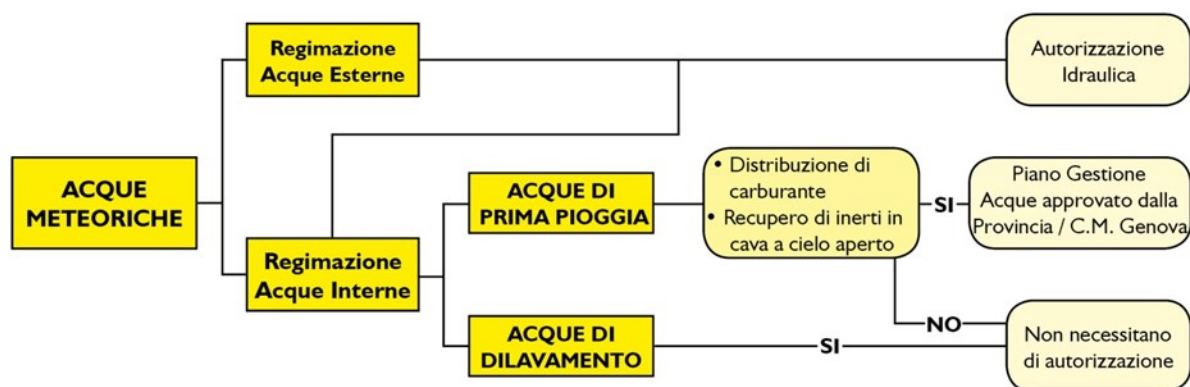 Regimazione
Acque Esterne
Autorizzazione
Idraulica
ACQUE
METEORICHE
ACQUE DI
PRIMA PIOGGIA
• Distribuzione di
carburante
• Recupero di inerti in
cava a cielo aperto
SI
Piano Gestione
Acque approvato dalla
Provincia / C.M. Genova
Regimazione
Acque Interne
NO
ACQUE DI
DILAVAMENTO
SI
Non necessitano
di autorizzazione